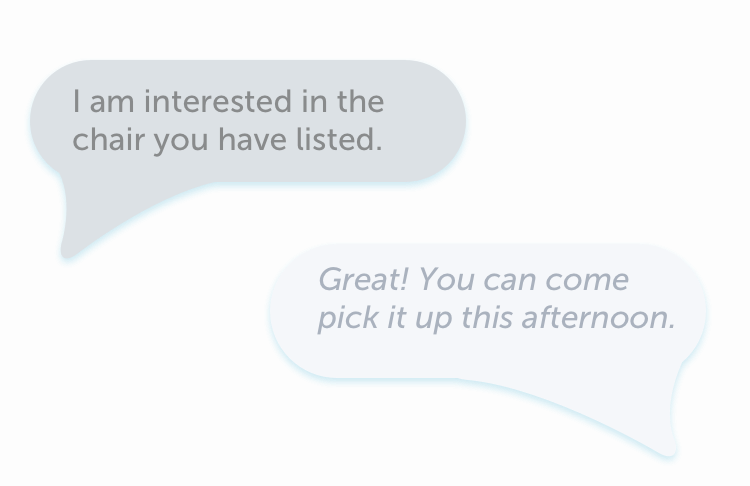 I am interested in the
chair you have listed.
Great! You can come
pick it up this afternoon.